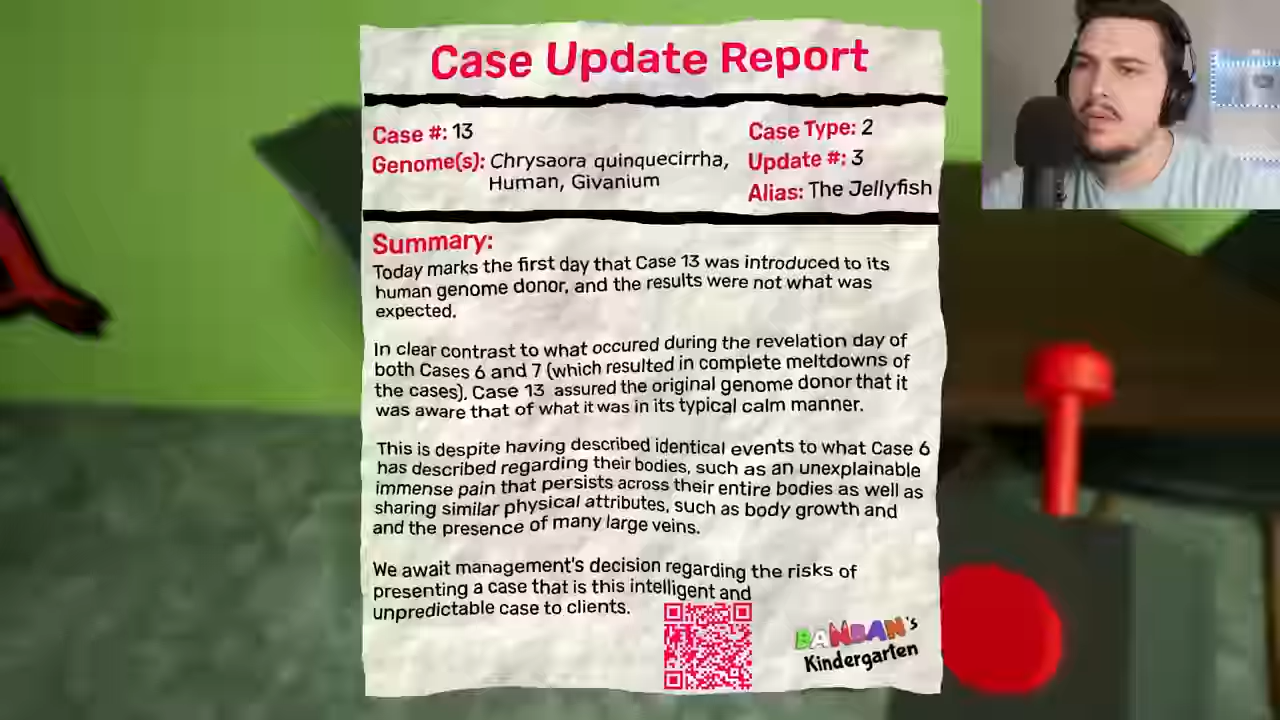 Case Update Report
Case #: 13
Case Type: 2
Genome(s): Chrysaora quinquecirrha,
Human, Givanium
Update #: 3
Alias: The Jellyfish
Summary:
Today marks the first day that Case 13 was introduced to its
human genome donor, and the results were not what was
expected.
In clear contrast to what occured during the revelation day of
both Cases 6 and 7 (which resulted in complete meltdowns of
the cases), Case 13 assured the original genome donor that it
was aware that of what it was in its typical calm manner.
This is despite having described identical events to what Case 6
has described regarding their bodies, such as an unexplainable
immense pain that persists across their entire bodies as well as
sharing similar physical attributes, such as body growth and
and the presence of many large veins.
We await management's decision regarding the risks of
presenting a case that is this intelligent and
unpredictable case to clients.
BANBAN's
Kindergarten